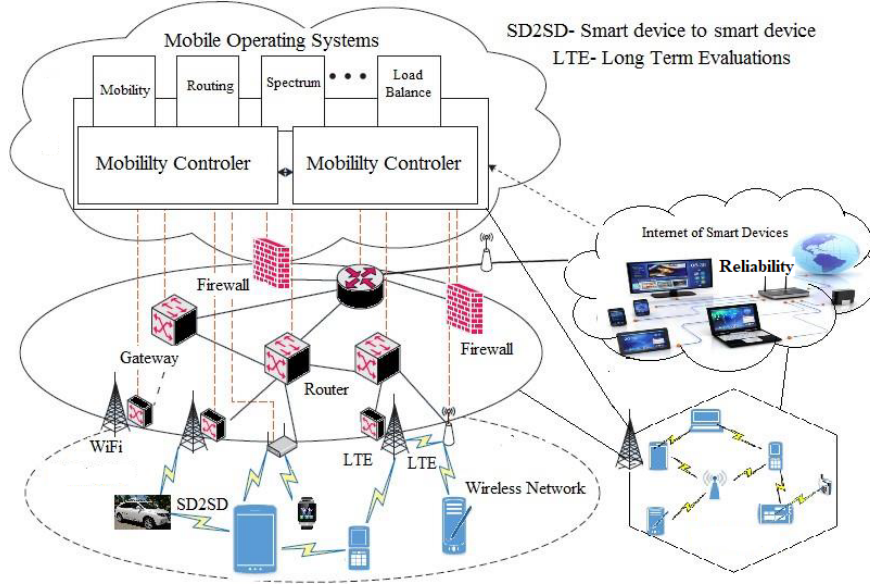 SD2SD- Smart device to smart device
LTE- Long Term Evaluations
Mobile Operating Systems
Mobility
Routing
Spectrum
Load
Balance
Mobililty Controler
Mobililty Controler
Internet of Smart Devices
Reliability
Firewall
Firewall
Gateway
Router
WiFi
LTE
LTE
SD2SD
Wireless Network